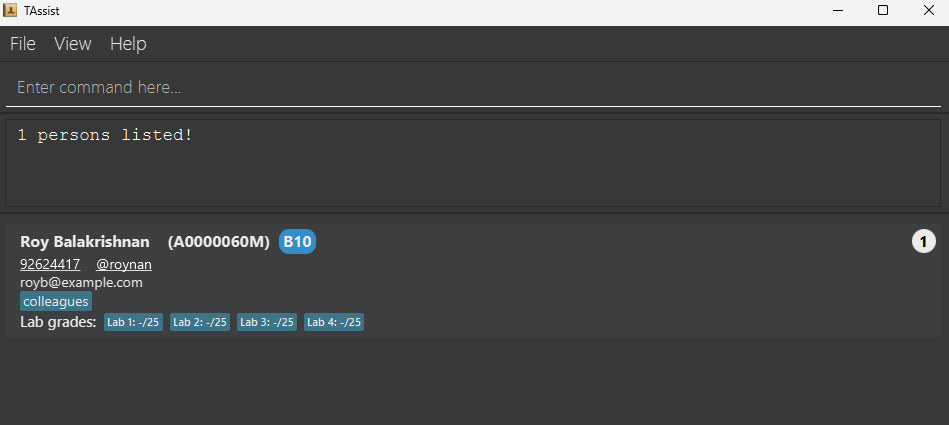 TAssist
File View Help
Enter command here...
1 persons listed!
Roy Balakrishnan (A0000060M) B10 1
92624417 @roynan
royb@example.com
colleagues
Lab grades: Lab 1: -/25 Lab 2: -/25 Lab 3: -/25 Lab 4: -/25